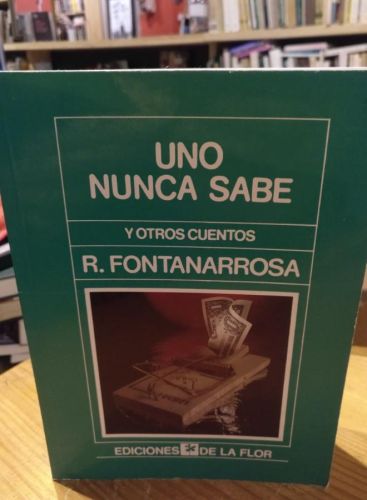 UNO
NUNCA SABE
Y OTROS CUENTOS
R. FONTANARROSA
EDICIONES DE LA FLOR